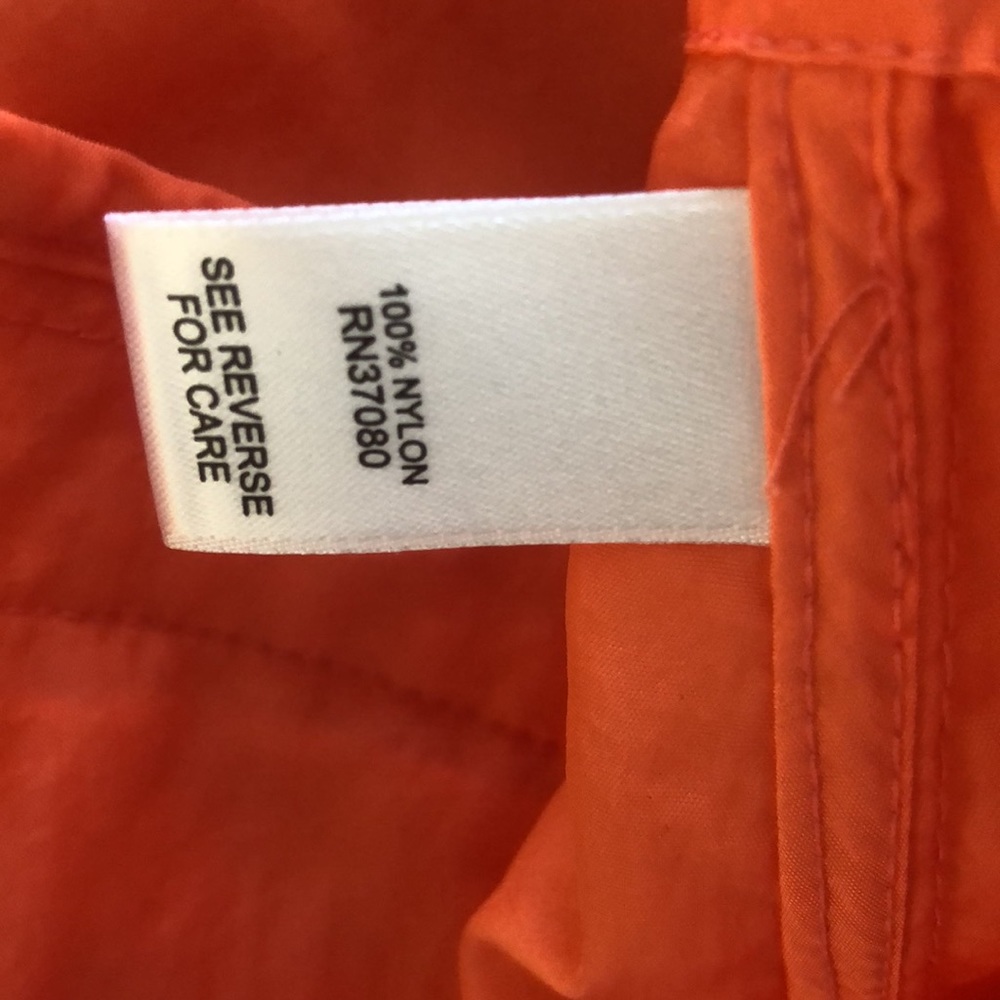 100% NYLON
RN37080
SEE REVERSE
FOR CARE